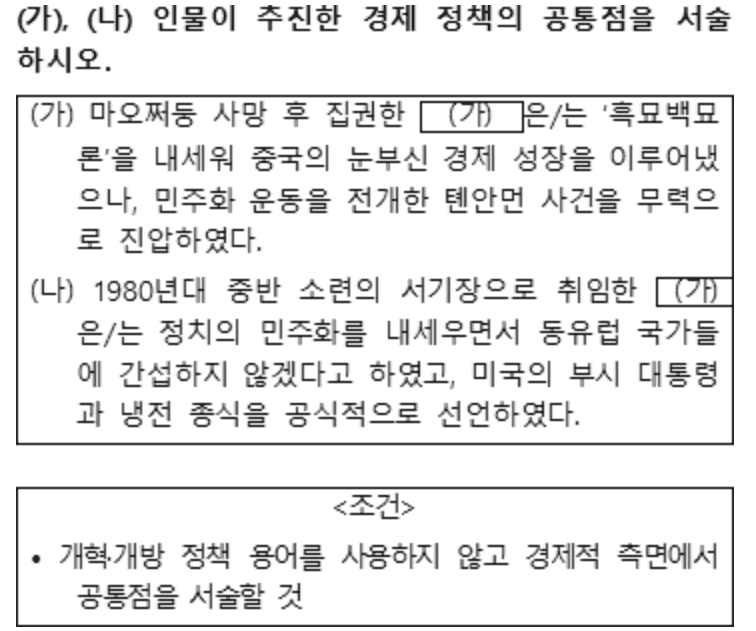 (가), (나) 인물이 추진한 경제 정책의 공통점을 서술
하시오.
(가) 마오쩌둥 사망 후 집권한 (가) 은/는 '흑묘백묘
론'을 내세워 중국의 눈부신 경제 성장을 이루어냈
으나, 민주화 운동을 전개한 톈안먼 사건을 무력으
로 진압하였다.
(나) 1980년대 중반 소련의 서기장으로 취임한 (가)
은/는 정치의 민주화를 내세우면서 동유럽 국가들
에 간섭하지 않겠다고 하였고, 미국의 부시 대통령
과 냉전 종식을 공식적으로 선언하였다.
<조건>
• 개혁·개방 정책 용어를 사용하지 않고 경제적 측면에서
공통점을 서술할 것